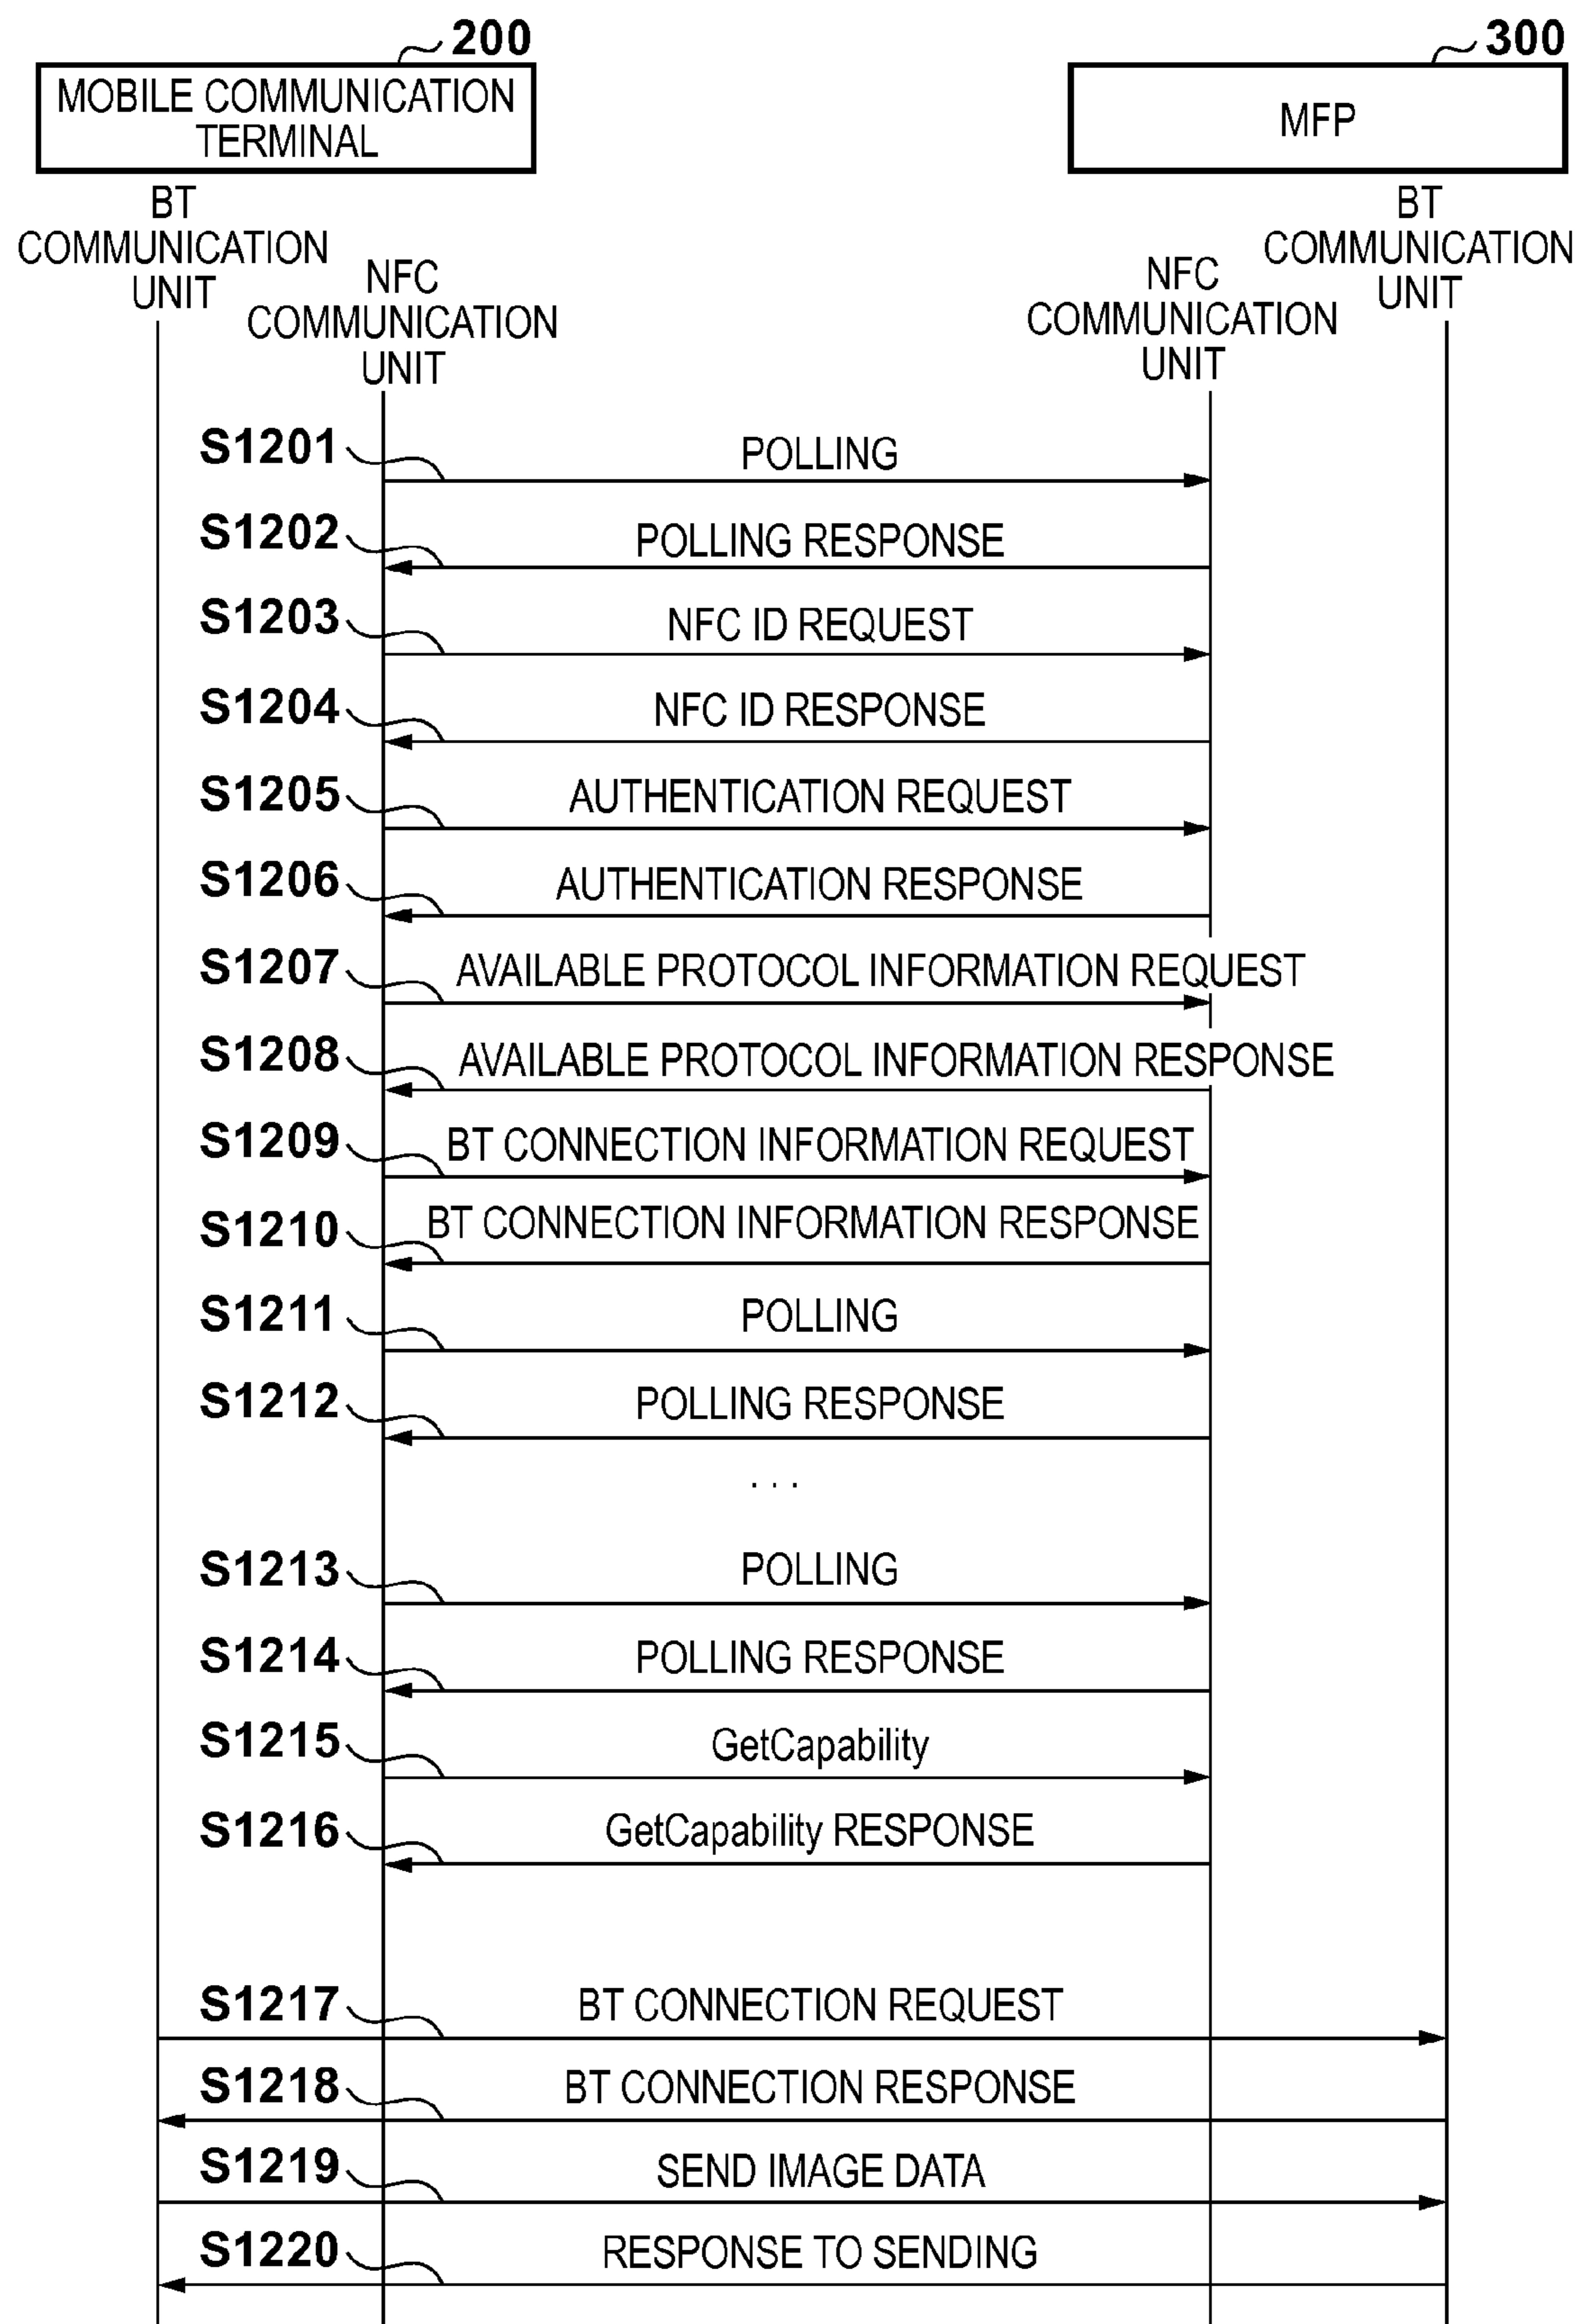 200
300
MOBILE COMMUNICATION
TERMINAL
MFP
BT
COMMUNICATION
UNIT
NFC
COMMUNICATION
UNIT
NFC
COMMUNICATION
UNIT
BT
COMMUNICATION
UNIT
S1201 POLLING
S1202 POLLING RESPONSE
S1203 NFC ID REQUEST
S1204 NFC ID RESPONSE
S1205 AUTHENTICATION REQUEST
S1206 AUTHENTICATION RESPONSE
S1207 AVAILABLE PROTOCOL INFORMATION REQUEST
S1208 AVAILABLE PROTOCOL INFORMATION RESPONSE
S1209 BT CONNECTION INFORMATION REQUEST
S1210 BT CONNECTION INFORMATION RESPONSE
S1211 POLLING
S1212 POLLING RESPONSE
. . .
S1213 POLLING
S1214 POLLING RESPONSE
S1215 GetCapability
S1216 GetCapability RESPONSE
S1217 BT CONNECTION REQUEST
S1218 BT CONNECTION RESPONSE
S1219 SEND IMAGE DATA
S1220 RESPONSE TO SENDING